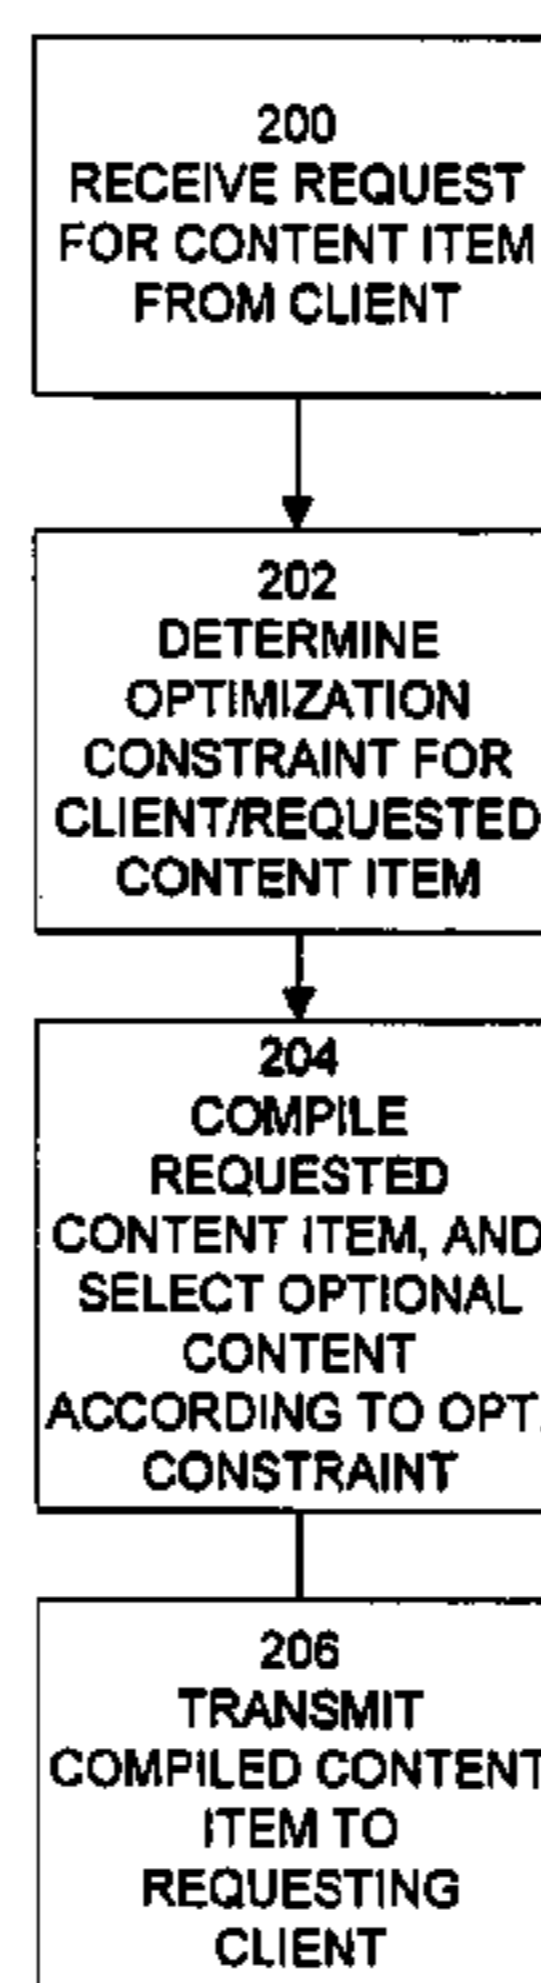 200
RECEIVE REQUEST
FOR CONTENT ITEM
FROM CLIENT
202
DETERMINE
OPTIMIZATION
CONSTRAINT FOR
CLIENT/REQUESTED
CONTENT ITEM
204
COMPILE
REQUESTED
CONTENT ITEM, AND
SELECT OPTIONAL
CONTENT
ACCORDING TO OPT.
CONSTRAINT
206
TRANSMIT
COMPILED CONTENT
ITEM TO
REQUESTING
CLIENT